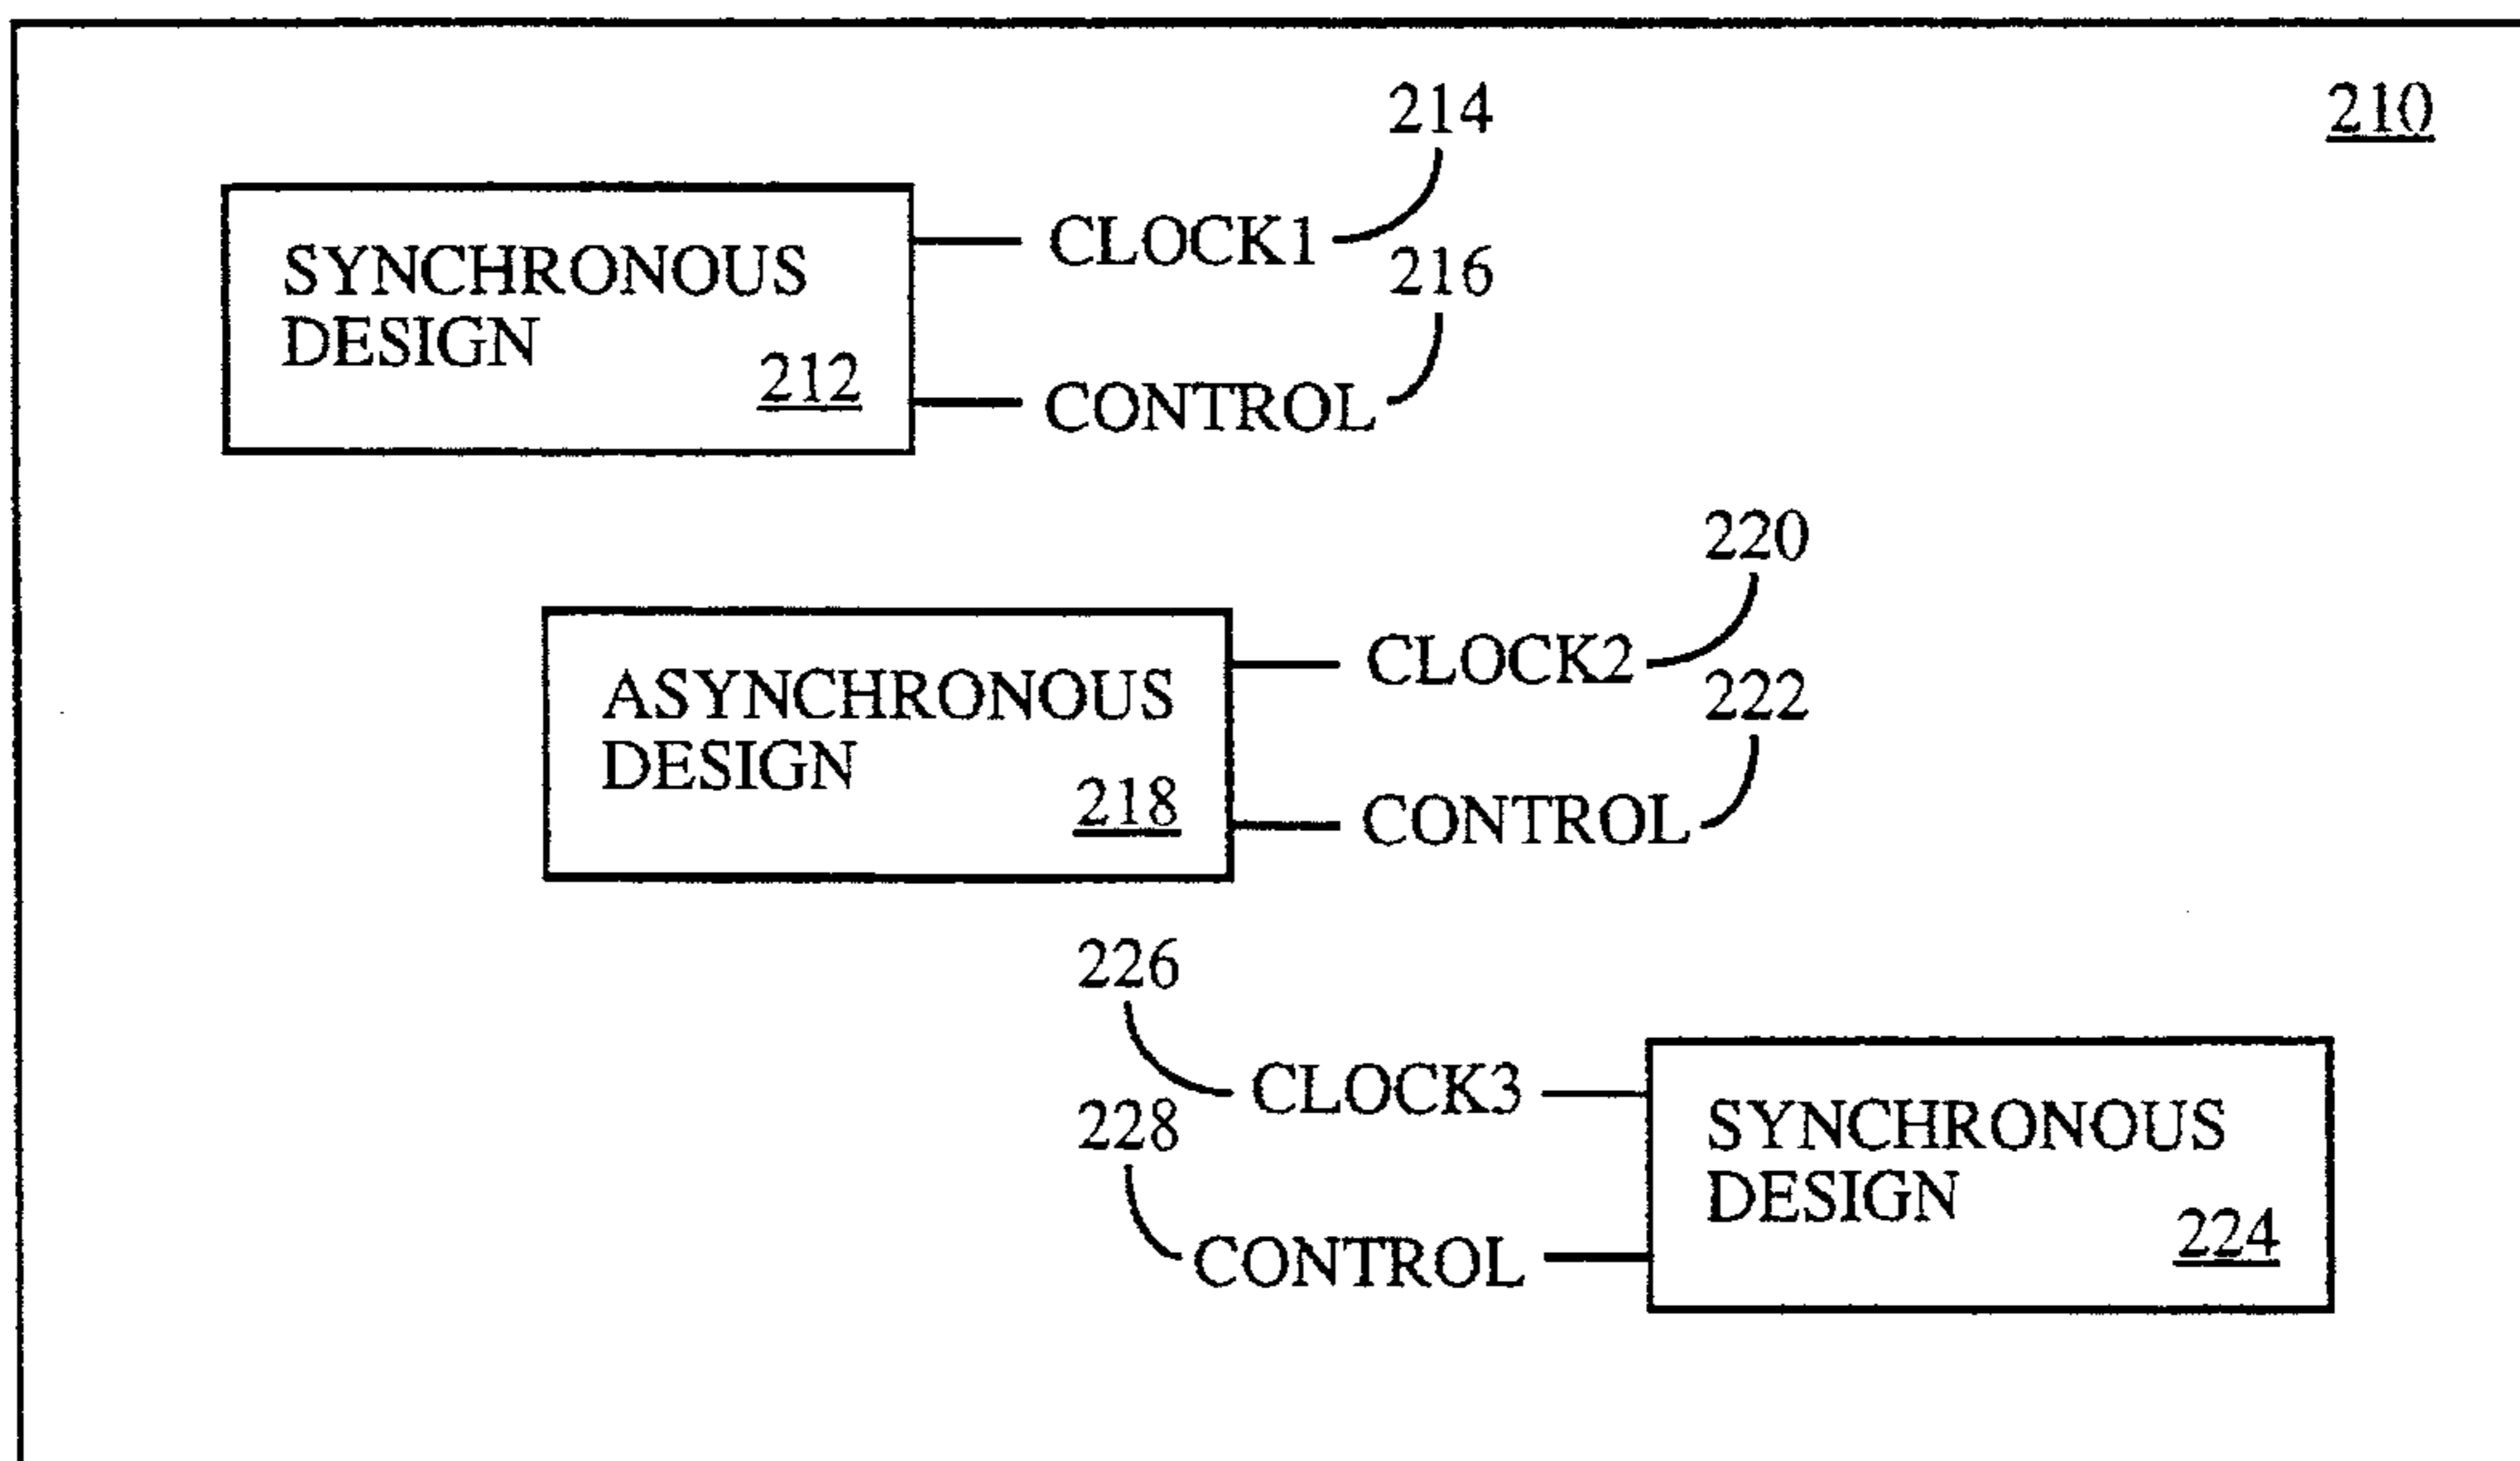 214
210
CLOCK1
216
SYNCHRONOUS
DESIGN
212
CONTROL
220
CLOCK2
222
ASYNCHRONOUS
DESIGN
218
CONTROL
226
CLOCK3
228
SYNCHRONOUS
DESIGN
224
CONTROL